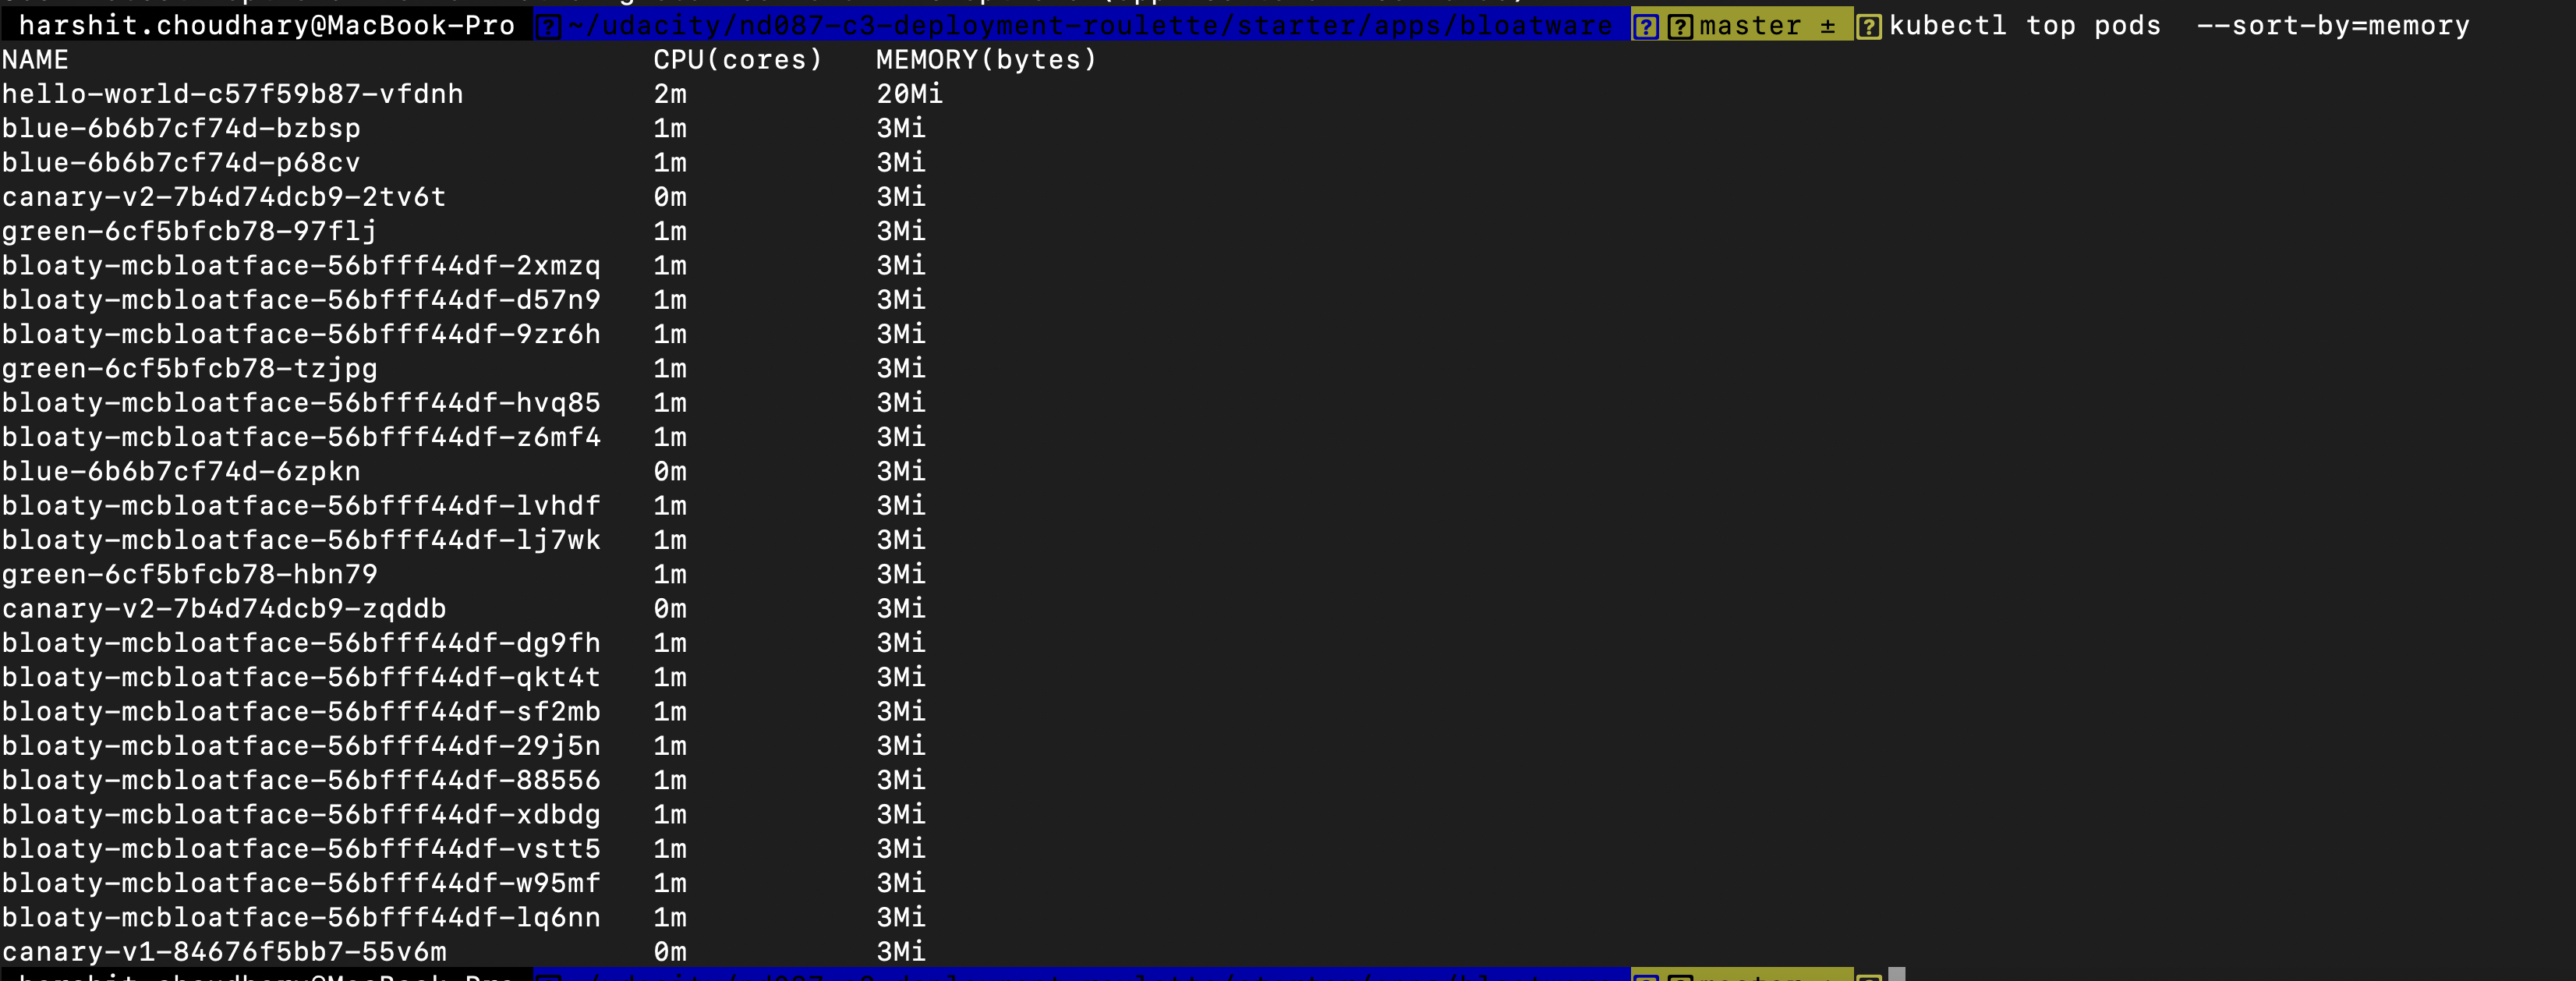 harshit.choudhary@MacBook-Pro ~/udacity/nd087-c3-deployment-roulette/starter/apps/bloatware master ± kubectl top pods --sort-by=memory
NAME CPU(cores) MEMORY(bytes)
hello-world-c57f59b87-vfdnh 2m 20Mi
blue-6b6b7cf74d-bzbsp 1m 3Mi
blue-6b6b7cf74d-p68cv 1m 3Mi
canary-v2-7b4d74dcb9-2tv6t 0m 3Mi
green-6cf5bfcb78-97flj 1m 3Mi
bloaty-mcbloatface-56bfff44df-2xmzq 1m 3Mi
bloaty-mcbloatface-56bfff44df-d57n9 1m 3Mi
bloaty-mcbloatface-56bfff44df-9zr6h 1m 3Mi
green-6cf5bfcb78-tzjpg 1m 3Mi
bloaty-mcbloatface-56bfff44df-hvq85 1m 3Mi
bloaty-mcbloatface-56bfff44df-z6mf4 1m 3Mi
blue-6b6b7cf74d-6zpkn 0m 3Mi
bloaty-mcbloatface-56bfff44df-lvhdf 1m 3Mi
bloaty-mcbloatface-56bfff44df-lj7wk 1m 3Mi
green-6cf5bfcb78-hbn79 1m 3Mi
canary-v2-7b4d74dcb9-zqddb 0m 3Mi
bloaty-mcbloatface-56bfff44df-dg9fh 1m 3Mi
bloaty-mcbloatface-56bfff44df-qkt4t 1m 3Mi
bloaty-mcbloatface-56bfff44df-sf2mb 1m 3Mi
bloaty-mcbloatface-56bfff44df-29j5n 1m 3Mi
bloaty-mcbloatface-56bfff44df-88556 1m 3Mi
bloaty-mcbloatface-56bfff44df-xdbdg 1m 3Mi
bloaty-mcbloatface-56bfff44df-vstt5 1m 3Mi
bloaty-mcbloatface-56bfff44df-w95mf 1m 3Mi
bloaty-mcbloatface-56bfff44df-lq6nn 1m 3Mi
canary-v1-84676f5bb7-55v6m 0m 3Mi